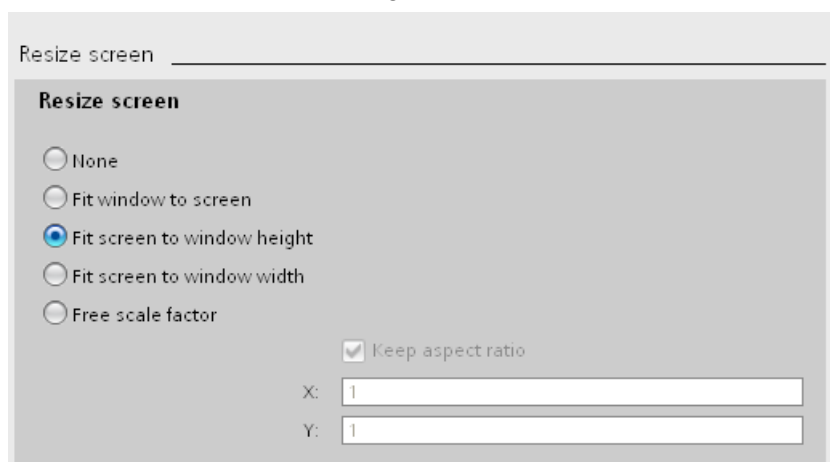 Resize screen
Resize screen
None
Fit window to screen
Fit screen to window height
Fit screen to window width
Free scale factor
Keep aspect ratio
X: 1
Y: 1